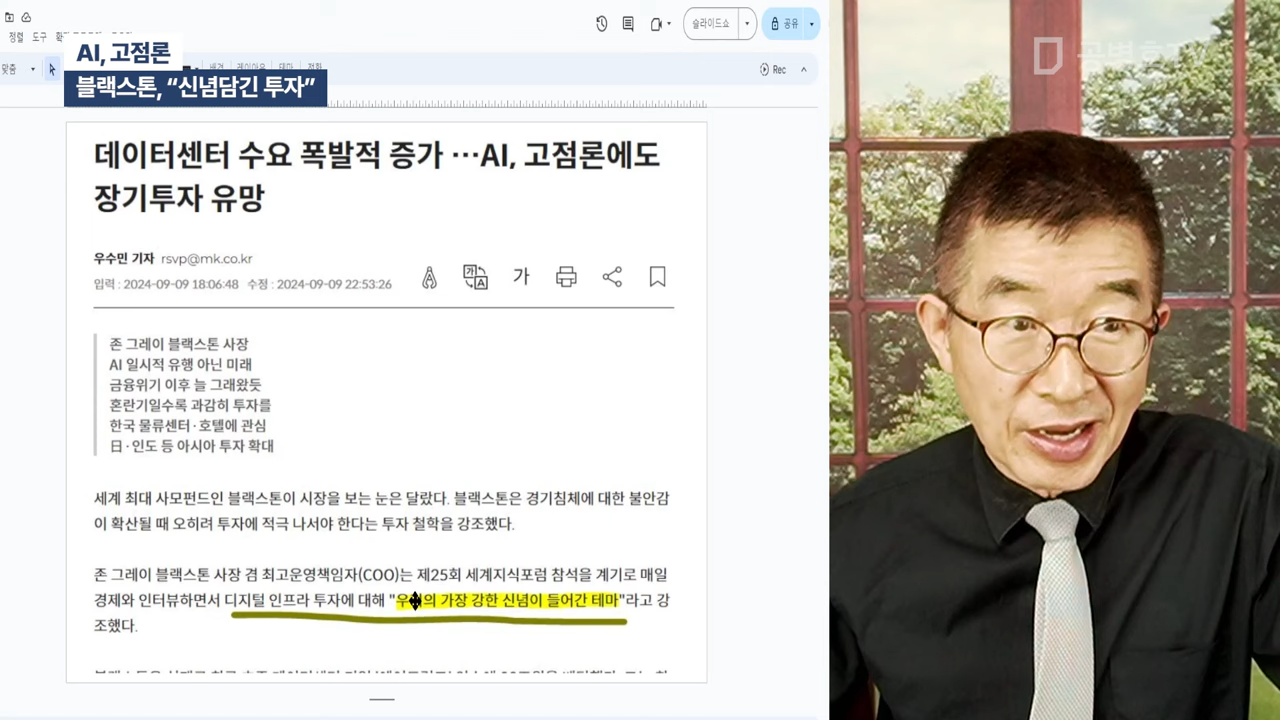 정렬 도구
슬라이드쇼
공유
AI, 고점론
맞춤
Rec
블랙스톤, “신념담긴 투자”
데이터센터 수요 폭발적 증가 …AI, 고점론에도
장기투자 유망
우수민 기자 rsvp@mk.co.kr
입력 : 2024-09-09 18:06:48 수정 : 2024-09-09 22:53:26
가
존 그레이 블랙스톤 사장
AI 일시적 유행 아닌 미래
금융위기 이후 늘 그래왔듯
혼란기일수록 과감히 투자를
한국 물류센터·호텔에 관심
日·인도 등 아시아 투자 확대
세계 최대 사모펀드인 블랙스톤이 시장을 보는 눈은 달랐다. 블랙스톤은 경기침체에 대한 불안감
이 확산될 때 오히려 투자에 적극 나서야 한다는 투자 철학을 강조했다.
존 그레이 블랙스톤 사장 겸 최고운영책임자(COO)는 제25회 세계지식포럼 참석을 계기로 매일
경제와 인터뷰하면서 디지털 인프라 투자에 대해 "우리의 가장 강한 신념이 들어간 테마"라고 강
조했다.